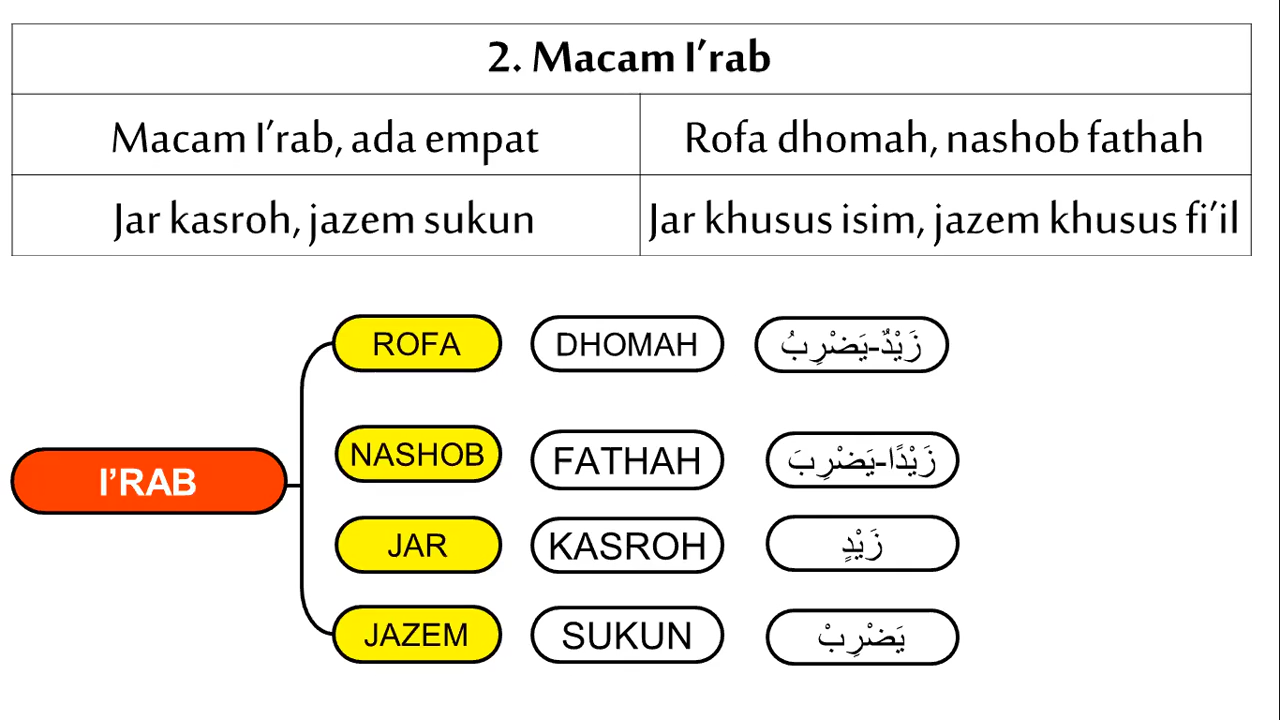 2. Macam I’rab
Macam I’rab, ada empat
Rofa dhomah, nashob fathah
Jar kasroh, jazem sukun
Jar khusus isim, jazem khusus fi’il
ROFA
DHOMAH
زَيْدٌ-يَضْرِبُ
I’RAB
NASHOB
FATHAH
زَيْدًا-يَضْرِبَ
JAR
KASROH
زَيْدٍ
JAZEM
SUKUN
يَضْرِبْ